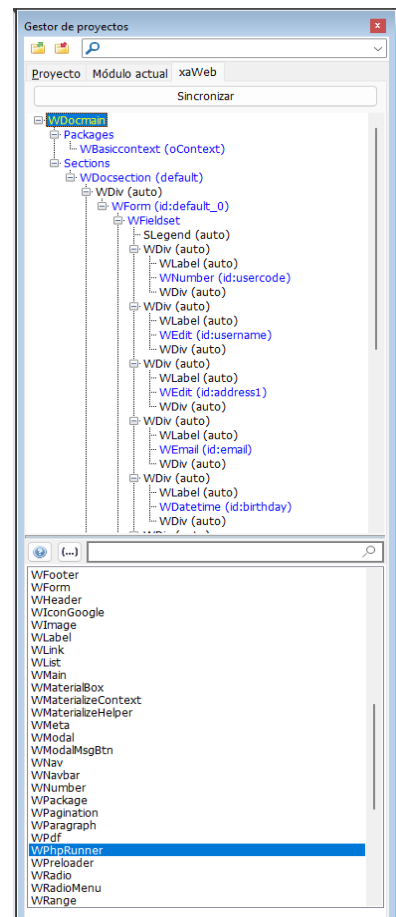 Gestor de proyectos
Proyecto Módulo actual xaWeb
Sincronizar
WDocmain
Packages
WBasiccontext (oContext)
Sections
WDocsection (default)
WDiv (auto)
WForm (id:default_0)
WFieldset
SLegend (auto)
WDiv (auto)
WLabel (auto)
WNumber (id:usercode)
WDiv (auto)
WDiv (auto)
WLabel (auto)
WEdit (id:username)
WDiv (auto)
WDiv (auto)
WLabel (auto)
WEdit (id:address1)
WDiv (auto)
WDiv (auto)
WLabel (auto)
WEmail (id:email)
WDiv (auto)
WDiv (auto)
WLabel (auto)
WDatetime (id:birthday)
WDiv (auto)
WDiv (auto)
(...)
WFooter
WForm
WHeader
WIconGoogle
WImage
WLabel
WLink
WList
WMain
WMaterialBox
WMaterializeContext
WMaterializeHelper
WMeta
WModal
WModalMsgBtn
WNav
WNavbar
WNumber
WPackage
WPagination
WParagraph
WPdf
WPhpRunner
WPreloader
WRadio
WRadioMenu
WRange